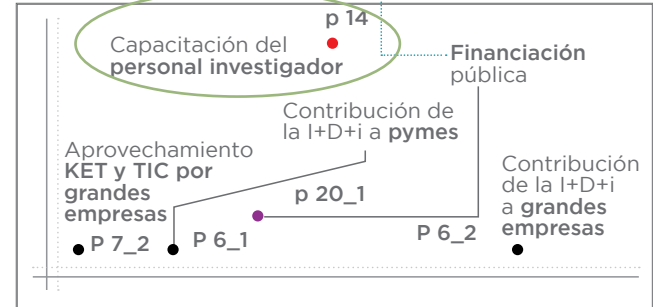 p 14
Capacitación del
personal investigador
Financiación
pública
Contribución de
la I+D+i a pymes
Aprovechamiento
KET y TIC por
grandes
empresas
Contribución
de la I+D+i
a grandes
empresas
p 20_1
P 7_2
P 6_1
P 6_2